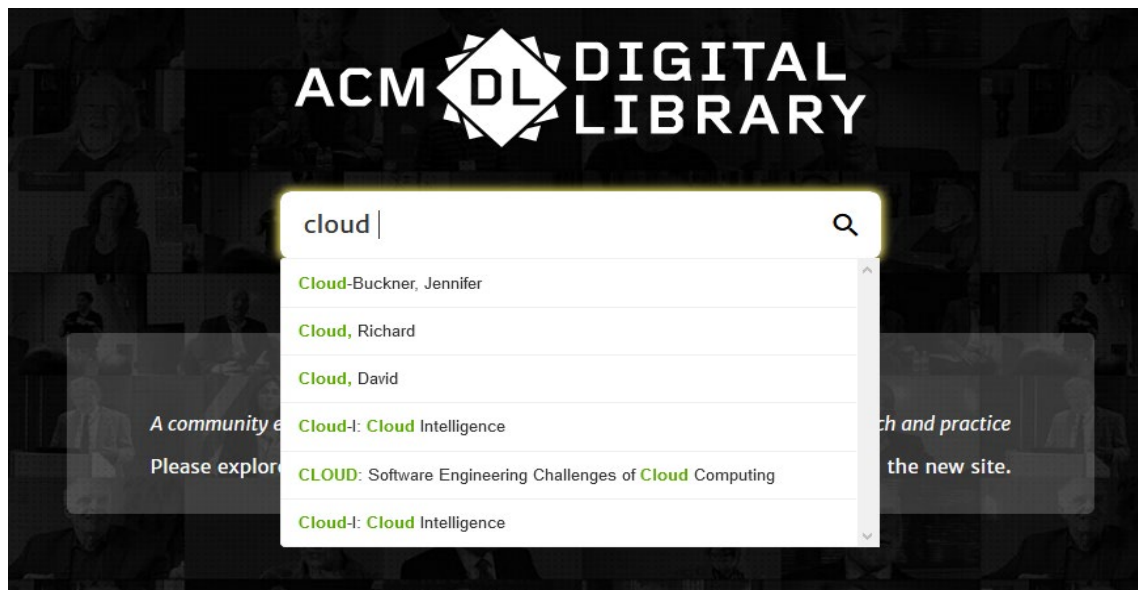 ACM DL DIGITAL
LIBRARY
cloud
Cloud-Buckner, Jennifer
Cloud, Richard
Cloud, David
A community e
Cloud-I: Cloud Intelligence
ch and practice
Please explor
CLOUD: Software Engineering Challenges of Cloud Computing
the new site.
Cloud-I: Cloud Intelligence